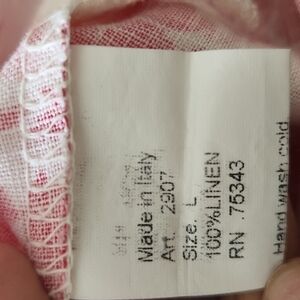 Made in Italy
Art. 2907
Size. L
100%LINEN
RN .75343
Hand wash cold